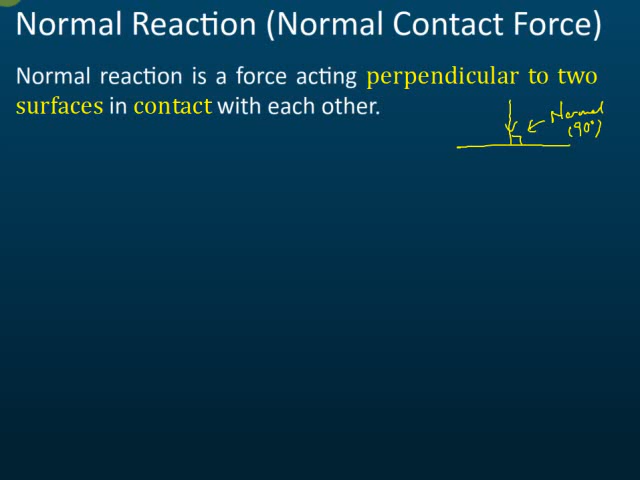 Normal Reaction (Normal Contact Force)
Normal reaction is a force acting perpendicular to two
surfaces in contact with each other.
Normal
(90°)